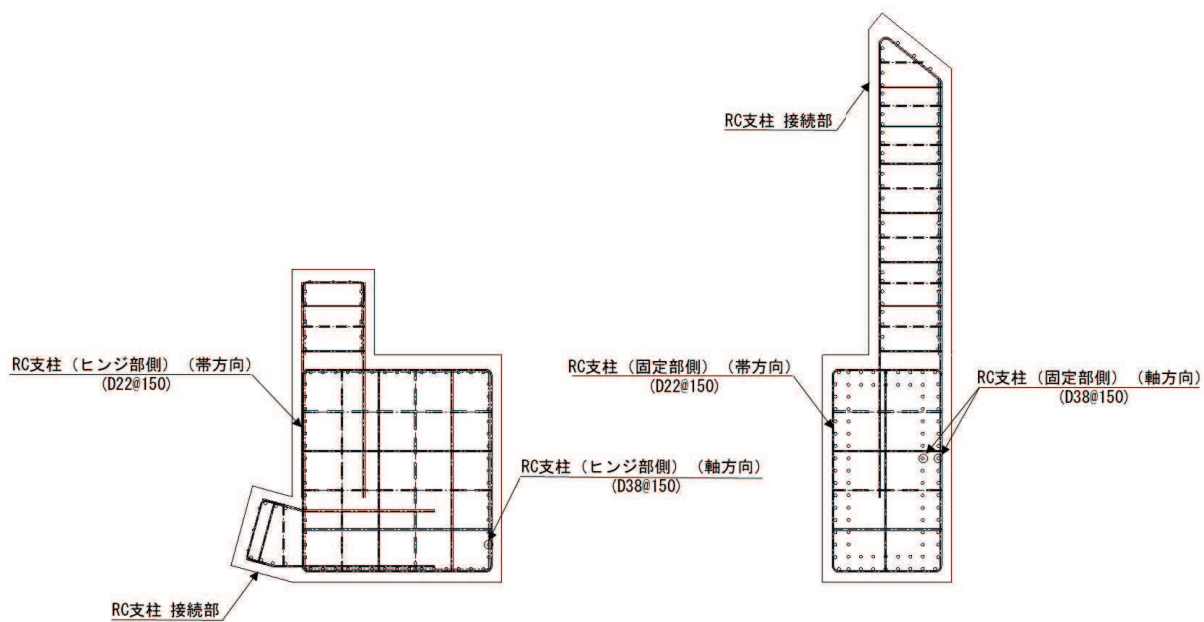 RC支柱 接続部
RC支柱（ヒンジ部側）（帯方向）
(D22@150)
RC支柱（固定部側）（帯方向）
(D22@150)
RC支柱（固定部側）（軸方向）
(D38@150)
RC支柱（ヒンジ部側）（軸方向）
(D38@150)
RC支柱 接続部